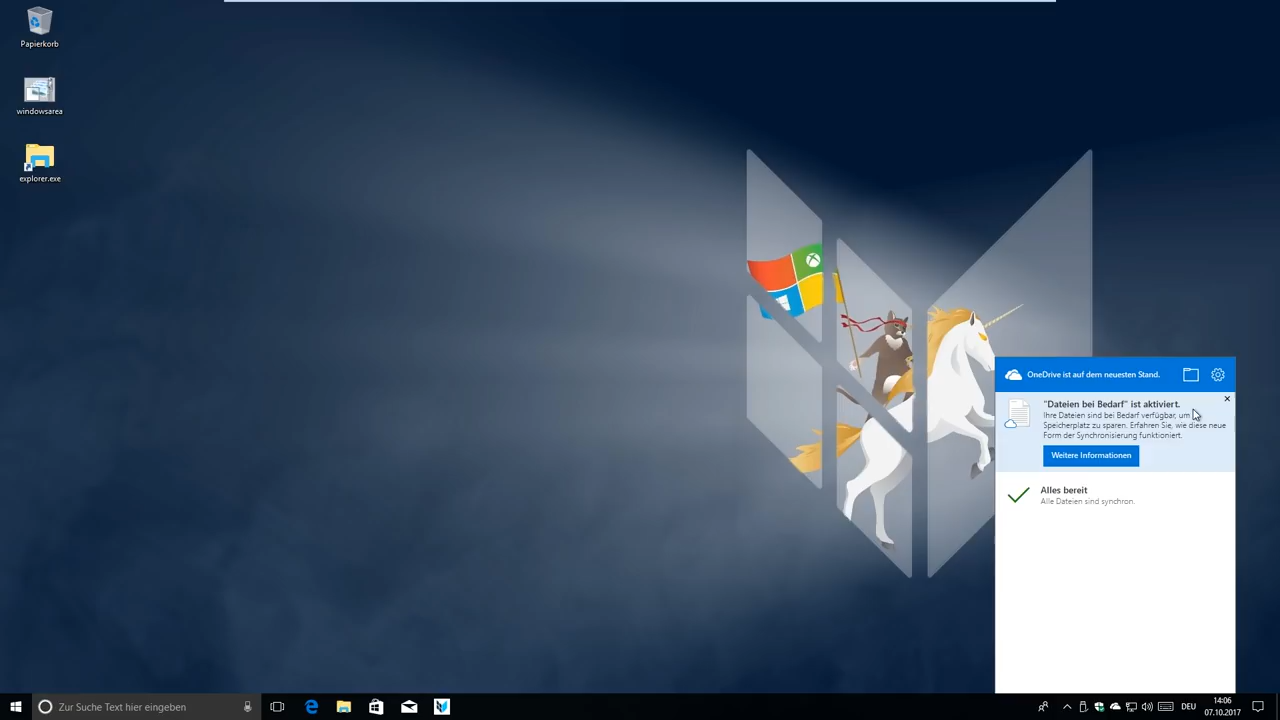 Papierkorb
windowsarea
explorer.exe
OneDrive ist auf dem neuesten Stand.
"Dateien bei Bedarf" ist aktiviert.
Ihre Dateien sind bei Bedarf verfügbar, um
Speicherplatz zu sparen. Erfahren Sie, wie diese neue
Form der Synchronisierung funktioniert.
Weitere Informationen
Alles bereit
Alle Dateien sind synchron.
Zur Suche Text hier eingeben
DEU
14:06
07.10.2017